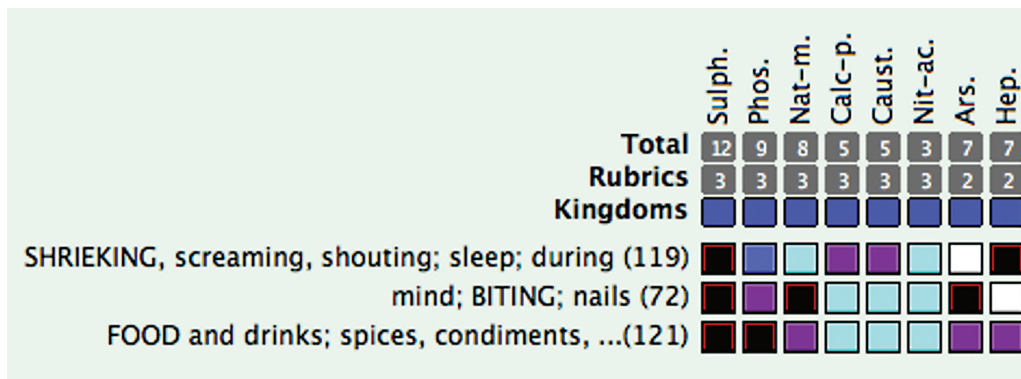 Sulph. Phos. Nat-m. Calc-p. Caust. Nit-ac. Ars. Hep.
Total 12 9 8 5 5 3 7 7
Rubrics 3 3 3 3 3 3 2 2
Kingdoms
SHRIEKING, screaming, shouting; sleep; during (119)
mind; BITING; nails (72)
FOOD and drinks; spices, condiments, ...(121)